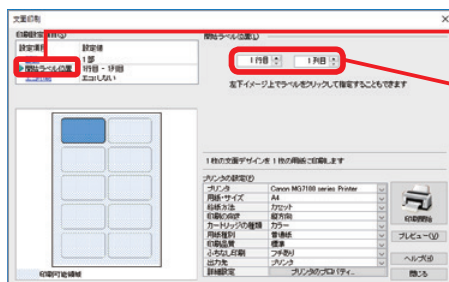 文面印刷
印刷設定項目(S)
設定項目 設定値
1部
開始ラベル位置 1行目 - 1列目
開始ラベル位置(L)
1行目 1列目
左下イメージ上でラベルをクリックして指定することもできます
1枚の文面デザインを1枚の用紙に印刷します
プリンタの設定(P)
プリンタ Canon MG7100 series Printer
用紙・サイズ A4
給紙方法 カセット
印刷の向き 縦方向
カートリッジの種類 カラー
用紙種別 普通紙
印刷品質 標準
ふちなし印刷 フチあり
出力先 プリンタ
詳細設定 プリンタのプロパティ...
印刷開始
プレビュー(V)
ヘルプ(H)
閉じる
印刷可能領域